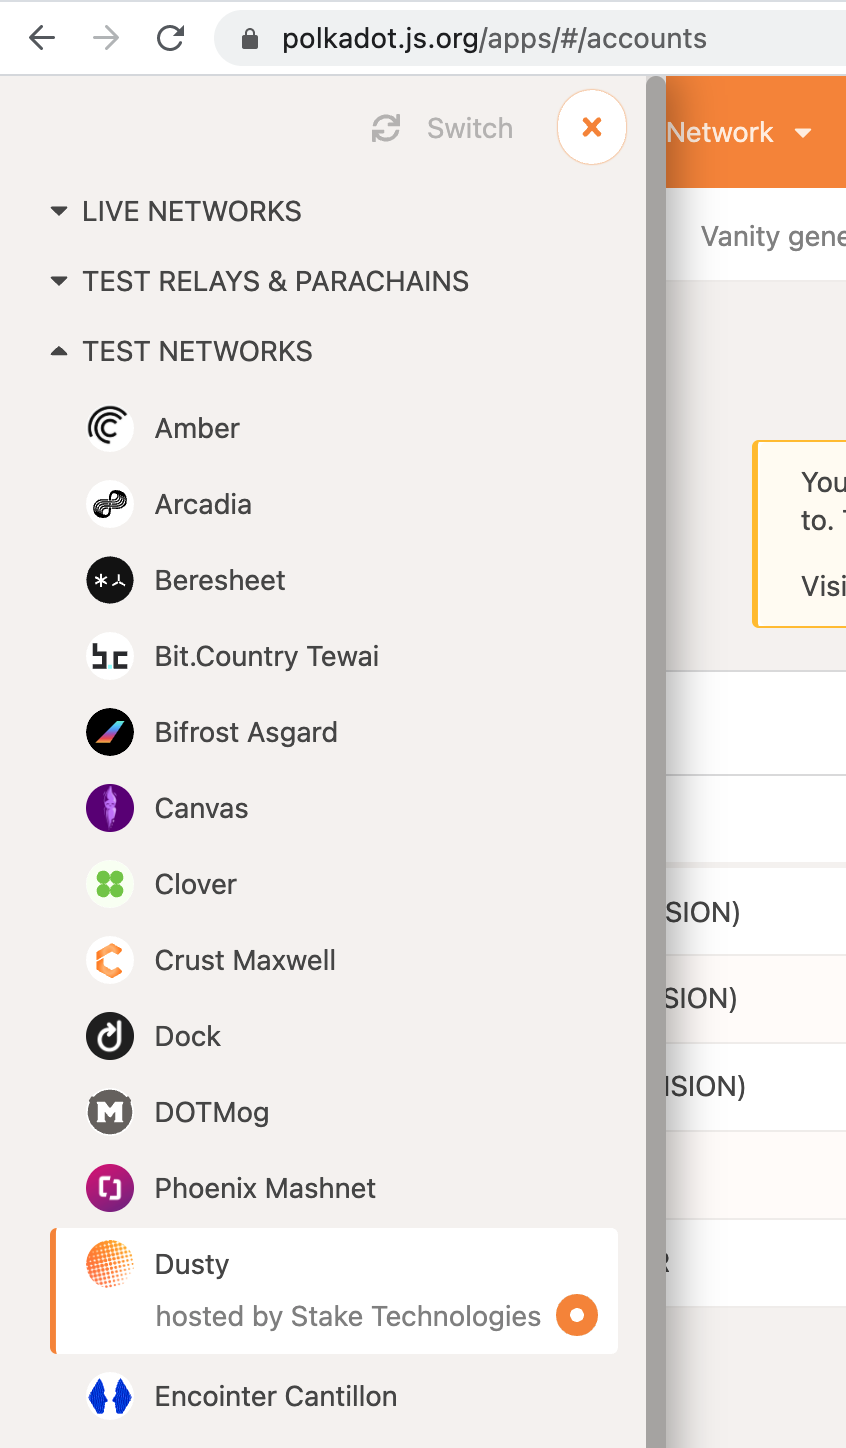 polkadot.js.org/apps/#/accounts
Switch
Network
Vanity gene
LIVE NETWORKS
TEST RELAYS & PARACHAINS
TEST NETWORKS
Amber
Arcadia
Beresheet
Bit.Country Tewai
Bifrost Asgard
Canvas
Clover
Crust Maxwell
Dock
DOTMog
Phoenix Mashnet
Dusty
hosted by Stake Technologies
Encointer Cantillon
You
to.
Visi
SION)
SION)
ISION)